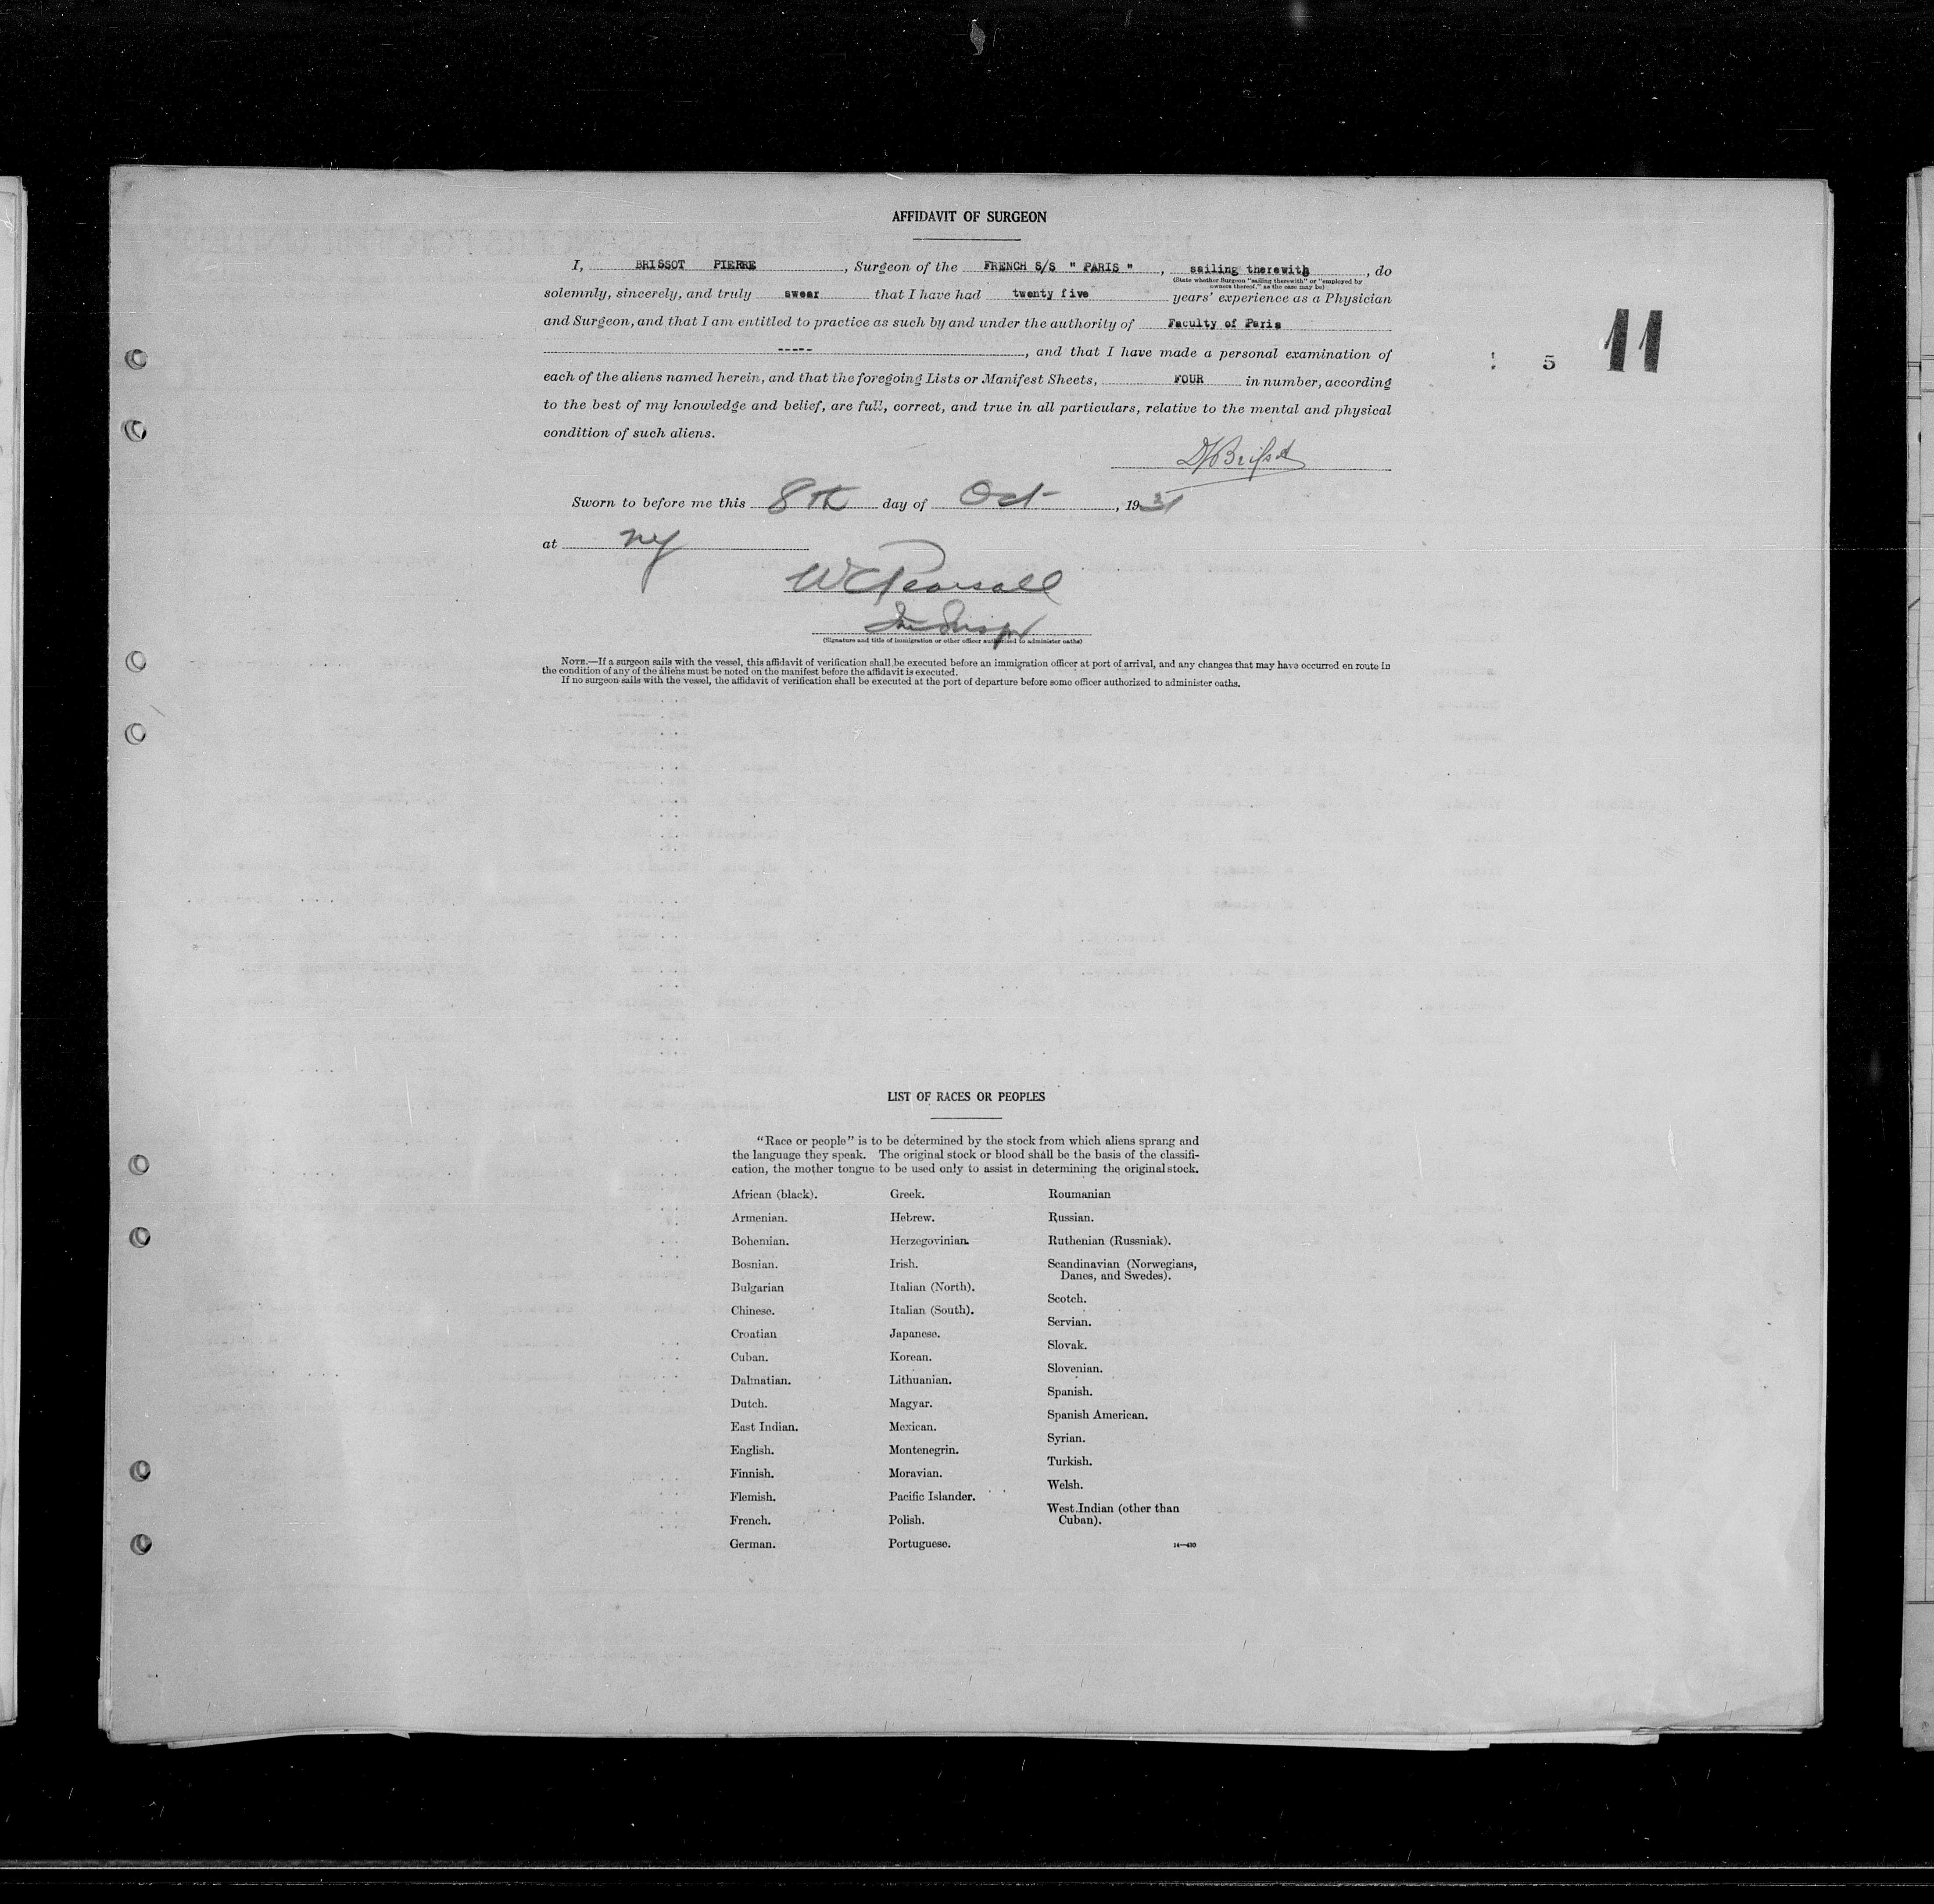 AFFIDAVIT OF SURGEON
I, BRISSOT PIERRE, Surgeon of the FRENCH S/S " PARIS ", sailing therewith, do
(State whether Surgeon "sailing therewith" or "employed by
owners thereof," as the case may be)
solemnly, sincerely, and truly swear that I have had twenty five years' experience as a Physician
and Surgeon, and that I am entitled to practice as such by and under the authority of Faculty of Paris
-----, and that I have made a personal examination of
each of the aliens named herein, and that the foregoing Lists or Manifest Sheets, FOUR in number, according
to the best of my knowledge and belief, are full, correct, and true in all particulars, relative to the mental and physical
condition of such aliens.
5 11
Sworn to before me this 8th day of Oct, 1931
at NY
WC Pearsall
(Signature and title of immigration or other officer authorized to administer oaths)
NOTE.—If a surgeon sails with the vessel, this affidavit of verification shall be executed before an immigration officer at port of arrival, and any changes that may have occurred en route in
the condition of any of the aliens must be noted on the manifest before the affidavit is executed.
If no surgeon sails with the vessel, the affidavit of verification shall be executed at the port of departure before some officer authorized to administer oaths.
LIST OF RACES OR PEOPLES
"Race or people" is to be determined by the stock from which aliens sprang and
the language they speak. The original stock or blood shall be the basis of the classifi-
cation, the mother tongue to be used only to assist in determining the original stock.
African (black).
Armenian.
Bohemian.
Bosnian.
Bulgarian
Chinese.
Croatian
Cuban.
Dalmatian.
Dutch.
East Indian.
English.
Finnish.
Flemish.
French.
German.
Greek.
Hebrew.
Herzegovinian.
Irish.
Italian (North).
Italian (South).
Japanese.
Korean.
Lithuanian.
Magyar.
Mexican.
Montenegrin.
Moravian.
Pacific Islander.
Polish.
Portuguese.
Roumanian
Russian.
Ruthenian (Russniak).
Scandinavian (Norwegians,
Danes, and Swedes).
Scotch.
Servian.
Slovak.
Slovenian.
Spanish.
Spanish American.
Syrian.
Turkish.
Welsh.
West Indian (other than
Cuban).